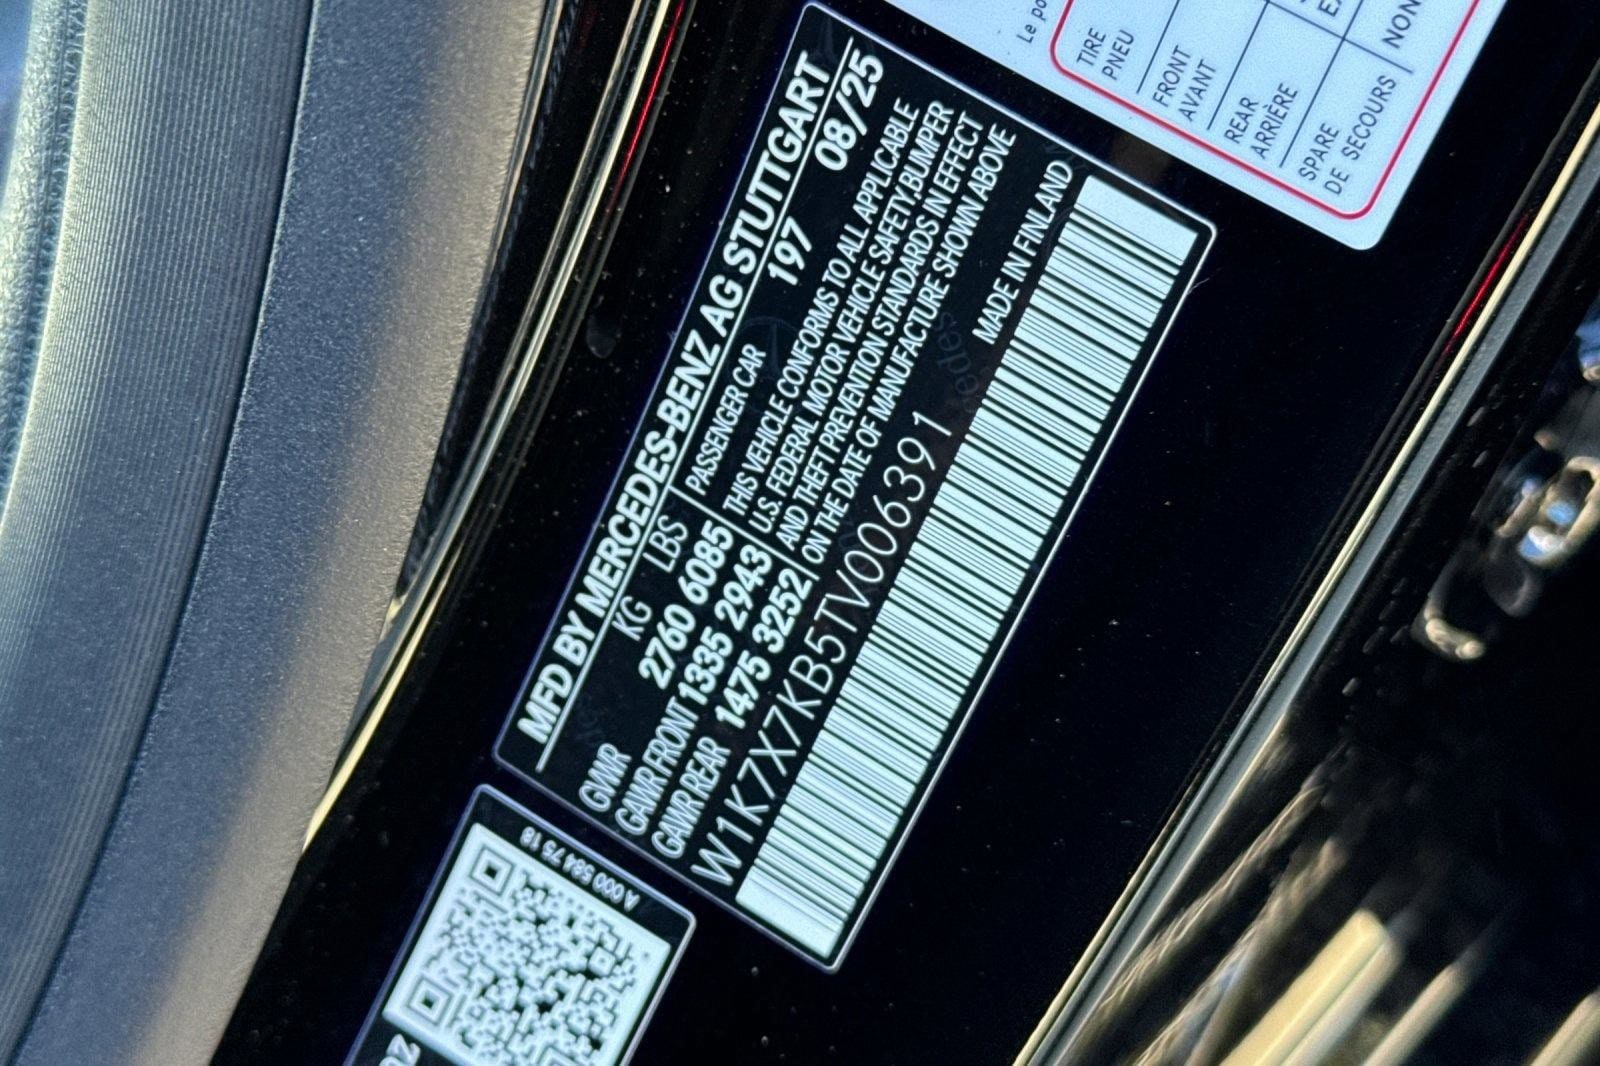 MFD BY MERCEDES-BENZ AG STUTTGART
197 08/25
KG LBS
GWR 2760 6085
GAWR FRONT 1335 2943
GAWR REAR 1475 3252
PASSENGER CAR
THIS VEHICLE CONFORMS TO ALL APPLICABLE
U.S. FEDERAL MOTOR VEHICLE SAFETY, BUMPER
AND THEFT PREVENTION STANDARDS IN EFFECT
ON THE DATE OF MANUFACTURE SHOWN ABOVE
MADE IN FINLAND
W1K7X7KB5TV006391
A 000 584 75 18
Le
TIRE
PNEU
FRONT
AVANT
REAR
ARRIÈRE
SPARE
DE SECOURS
NON